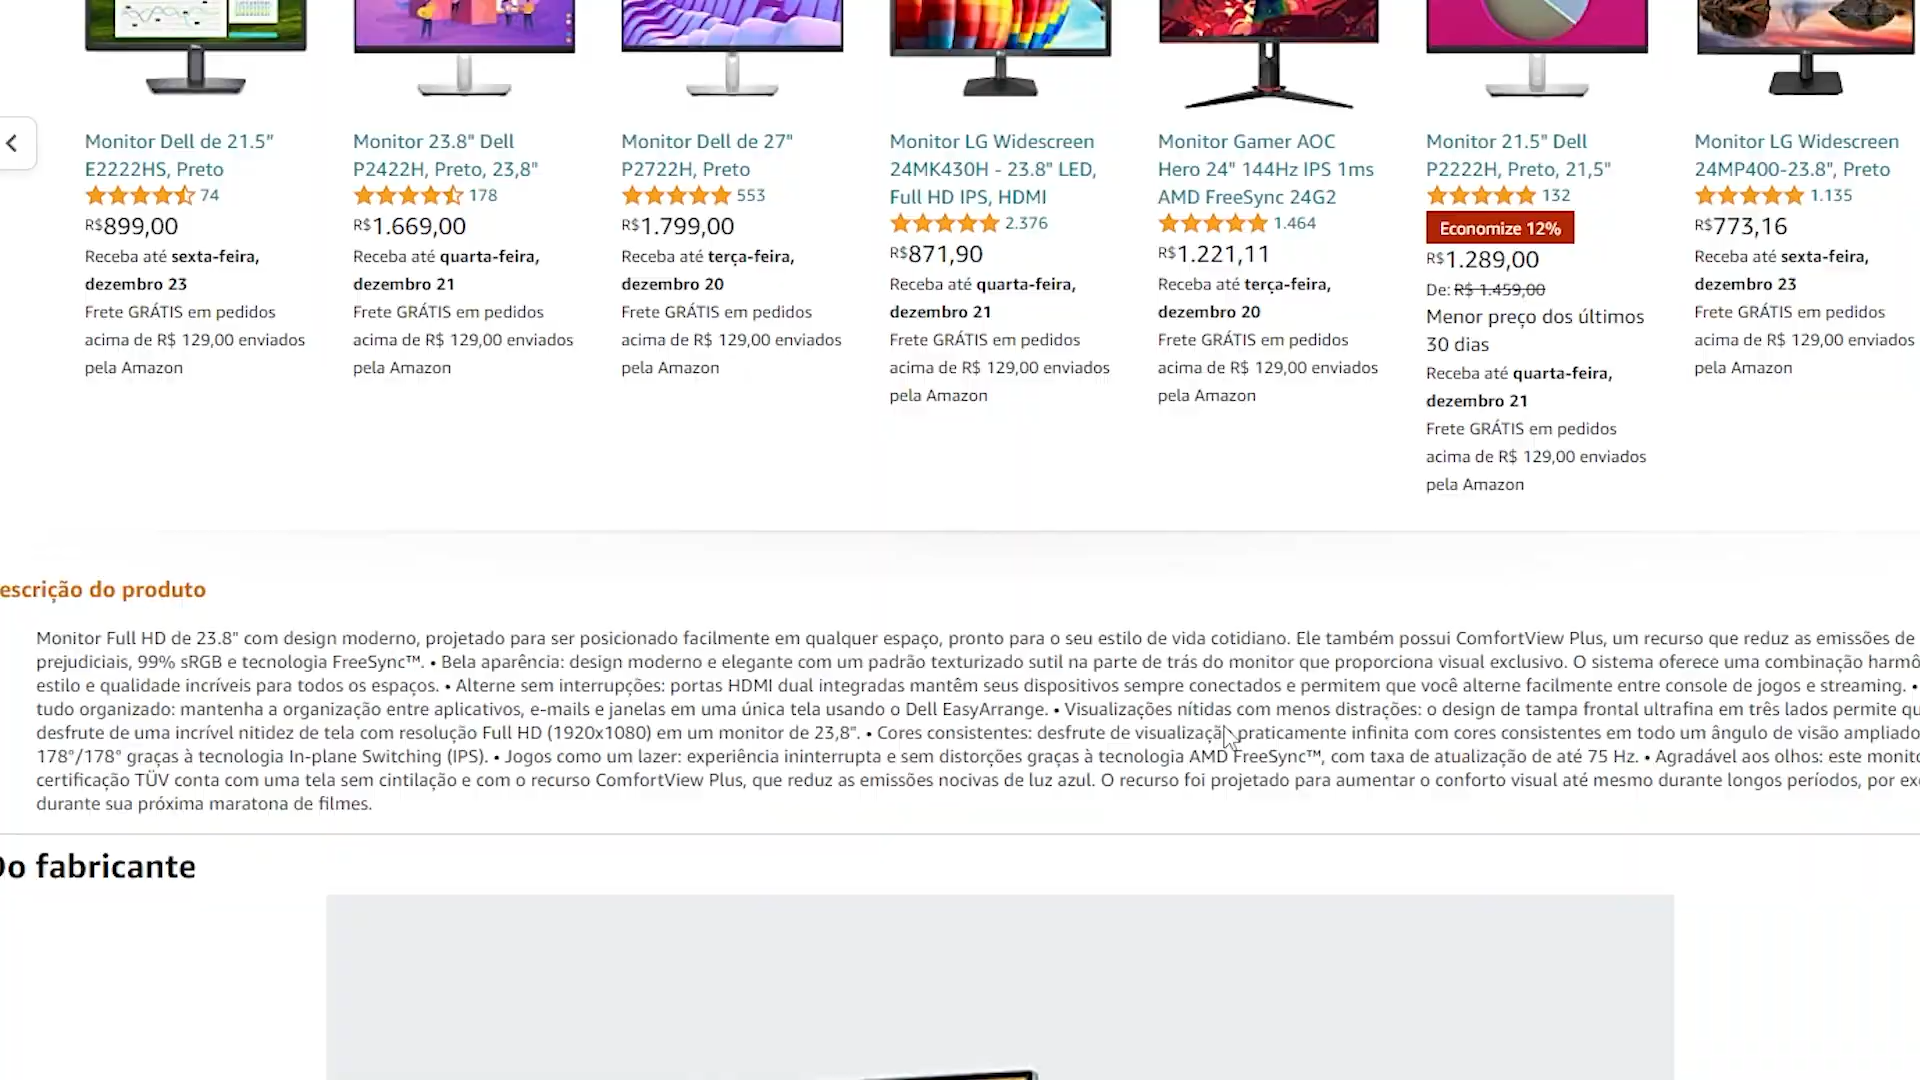 Monitor Dell de 21.5"
E2222HS, Preto
74
R$899,00
Receba até sexta-feira,
dezembro 23
Frete GRÁTIS em pedidos
acima de R$ 129,00 enviados
pela Amazon
Monitor 23.8" Dell
P2422H, Preto, 23,8"
178
R$1.669,00
Receba até quarta-feira,
dezembro 21
Frete GRÁTIS em pedidos
acima de R$ 129,00 enviados
pela Amazon
Monitor Dell de 27"
P2722H, Preto
553
R$1.799,00
Receba até terça-feira,
dezembro 20
Frete GRÁTIS em pedidos
acima de R$ 129,00 enviados
pela Amazon
Monitor LG Widescreen
24MK430H - 23.8" LED,
Full HD IPS, HDMI
2.376
R$871,90
Receba até quarta-feira,
dezembro 21
Frete GRÁTIS em pedidos
acima de R$ 129,00 enviados
pela Amazon
Monitor Gamer AOC
Hero 24" 144Hz IPS 1ms
AMD FreeSync 24G2
1.464
R$1.221,11
Receba até terça-feira,
dezembro 20
Frete GRÁTIS em pedidos
acima de R$ 129,00 enviados
pela Amazon
Monitor 21.5" Dell
P2222H, Preto, 21,5"
132
Economize 12%
R$1.289,00
De: R$ 1.459,00
Menor preço dos últimos
30 dias
Receba até quarta-feira,
dezembro 21
Frete GRÁTIS em pedidos
acima de R$ 129,00 enviados
pela Amazon
Monitor LG Widescreen
24MP400-23.8", Preto
1.135
R$773,16
Receba até sexta-feira,
dezembro 23
Frete GRÁTIS em pedidos
acima de R$ 129,00 enviados
pela Amazon
escrição do produto
Monitor Full HD de 23.8" com design moderno, projetado para ser posicionado facilmente em qualquer espaço, pronto para o seu estilo de vida cotidiano. Ele também possui ComfortView Plus, um recurso que reduz as emissões de
prejudiciais, 99% sRGB e tecnologia FreeSync™. • Bela aparência: design moderno e elegante com um padrão texturizado sutil na parte de trás do monitor que proporciona visual exclusivo. O sistema oferece uma combinação harmô
estilo e qualidade incríveis para todos os espaços. • Alterne sem interrupções: portas HDMI dual integradas mantêm seus dispositivos sempre conectados e permitem que você alterne facilmente entre console de jogos e streaming. •
tudo organizado: mantenha a organização entre aplicativos, e-mails e janelas em uma única tela usando o Dell EasyArrange. • Visualizações nítidas com menos distrações: o design de tampa frontal ultrafina em três lados permite qu
desfrute de uma incrível nitidez de tela com resolução Full HD (1920x1080) em um monitor de 23,8". • Cores consistentes: desfrute de visualizaçã praticamente infinita com cores consistentes em todo um ângulo de visão ampliado
178°/178° graças à tecnologia In-plane Switching (IPS). • Jogos como um lazer: experiência ininterrupta e sem distorções graças à tecnologia AMD FreeSync™, com taxa de atualização de até 75 Hz. • Agradável aos olhos: este monito
certificação TÜV conta com uma tela sem cintilação e com o recurso ComfortView Plus, que reduz as emissões nocivas de luz azul. O recurso foi projetado para aumentar o conforto visual até mesmo durante longos períodos, por ex
durante sua próxima maratona de filmes.
Do fabricante